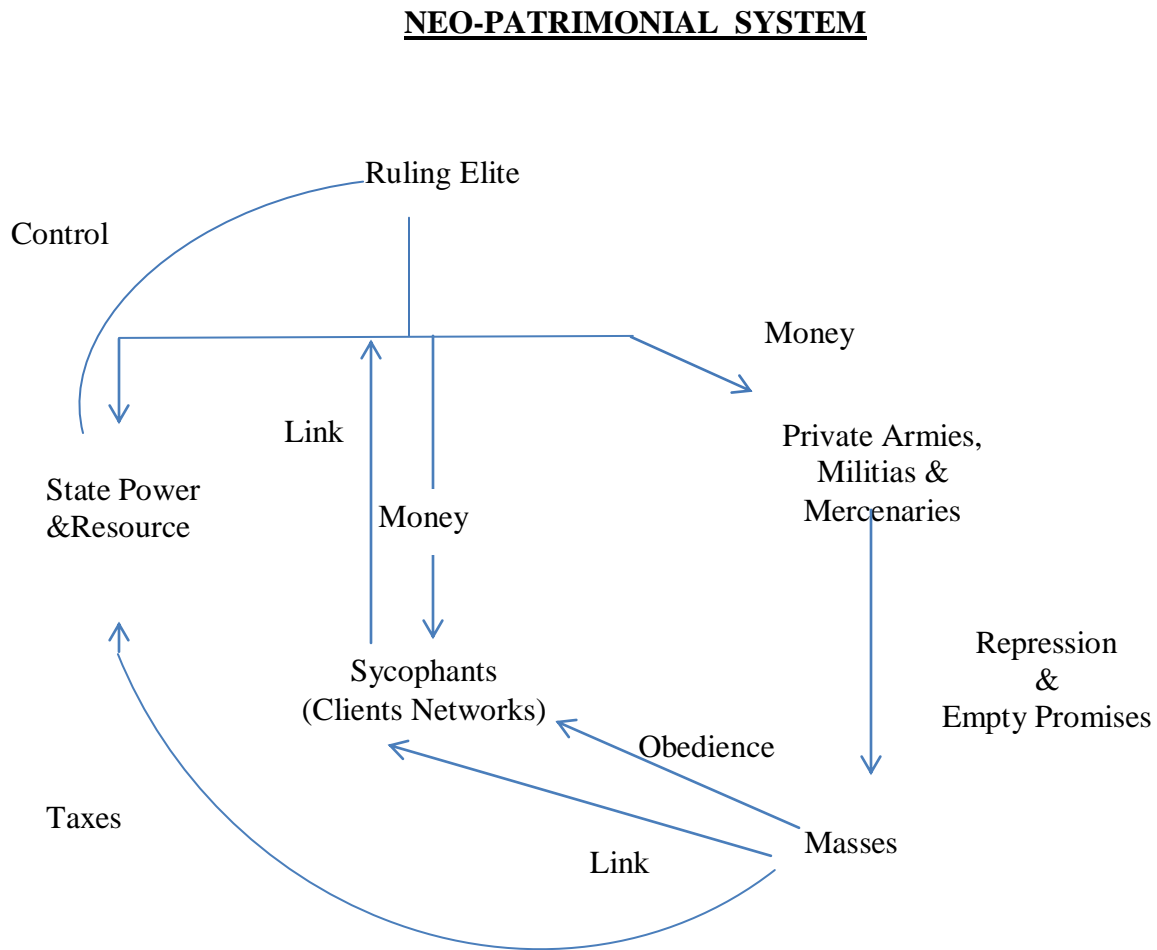 NEO-PATRIMONIAL SYSTEM
Ruling Elite
Control
Money
Link
Private Armies,
Militias &
Mercenaries
State Power
&Resource
Money
Repression
&
Empty Promises
Sycophants
(Clients Networks)
Obedience
Taxes
Masses
Link